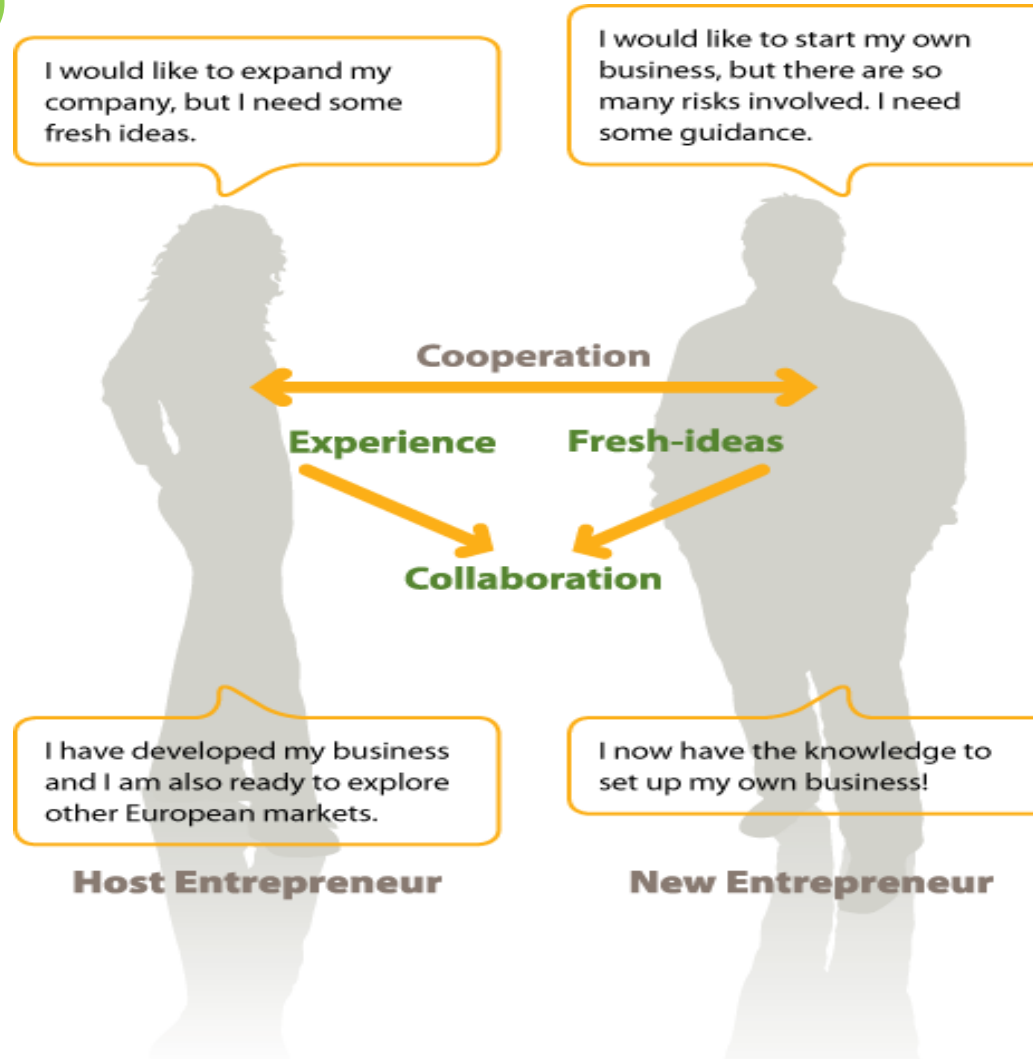 I would like to expand my
company, but I need some
fresh ideas.
I would like to start my own
business, but there are so
many risks involved. I need
some guidance.
Cooperation
Experience
Fresh-ideas
Collaboration
I have developed my business
and I am also ready to explore
other European markets.
I now have the knowledge to
set up my own business!
Host Entrepreneur
New Entrepreneur